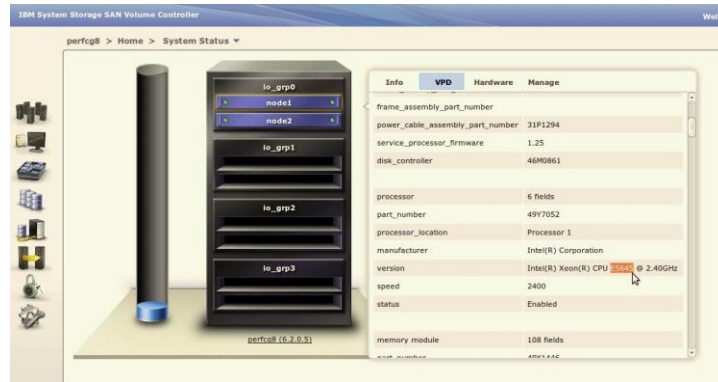 IBM System Storage SAN Volume Controller
Wel
perfcg8 > Home > System Status
io_grp0
node1
node2
io_grp1
io_grp2
io_grp3
perfcg8 (6.2.0.5)
Info VPD Hardware Manage
frame_assembly_part_number
power_cable_assembly_part_number 31P1294
service_processor_firmware 1.25
disk_controller 46M0861
processor 6 fields
part_number 49Y7052
processor_location Processor 1
manufacturer Intel(R) Corporation
version Intel(R) Xeon(R) CPU E5645 @ 2.40GHz
speed 2400
status Enabled
memory module 108 fields
part_number 49Y1446